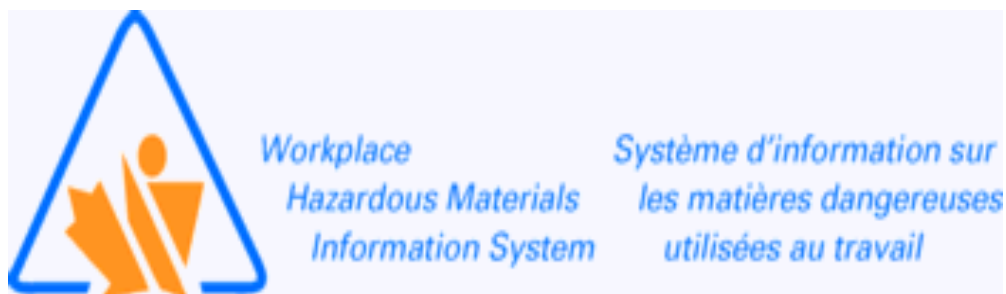 Workplace
Hazardous Materials
Information System
Système d'information sur
les matières dangereuses
utilisées au travail